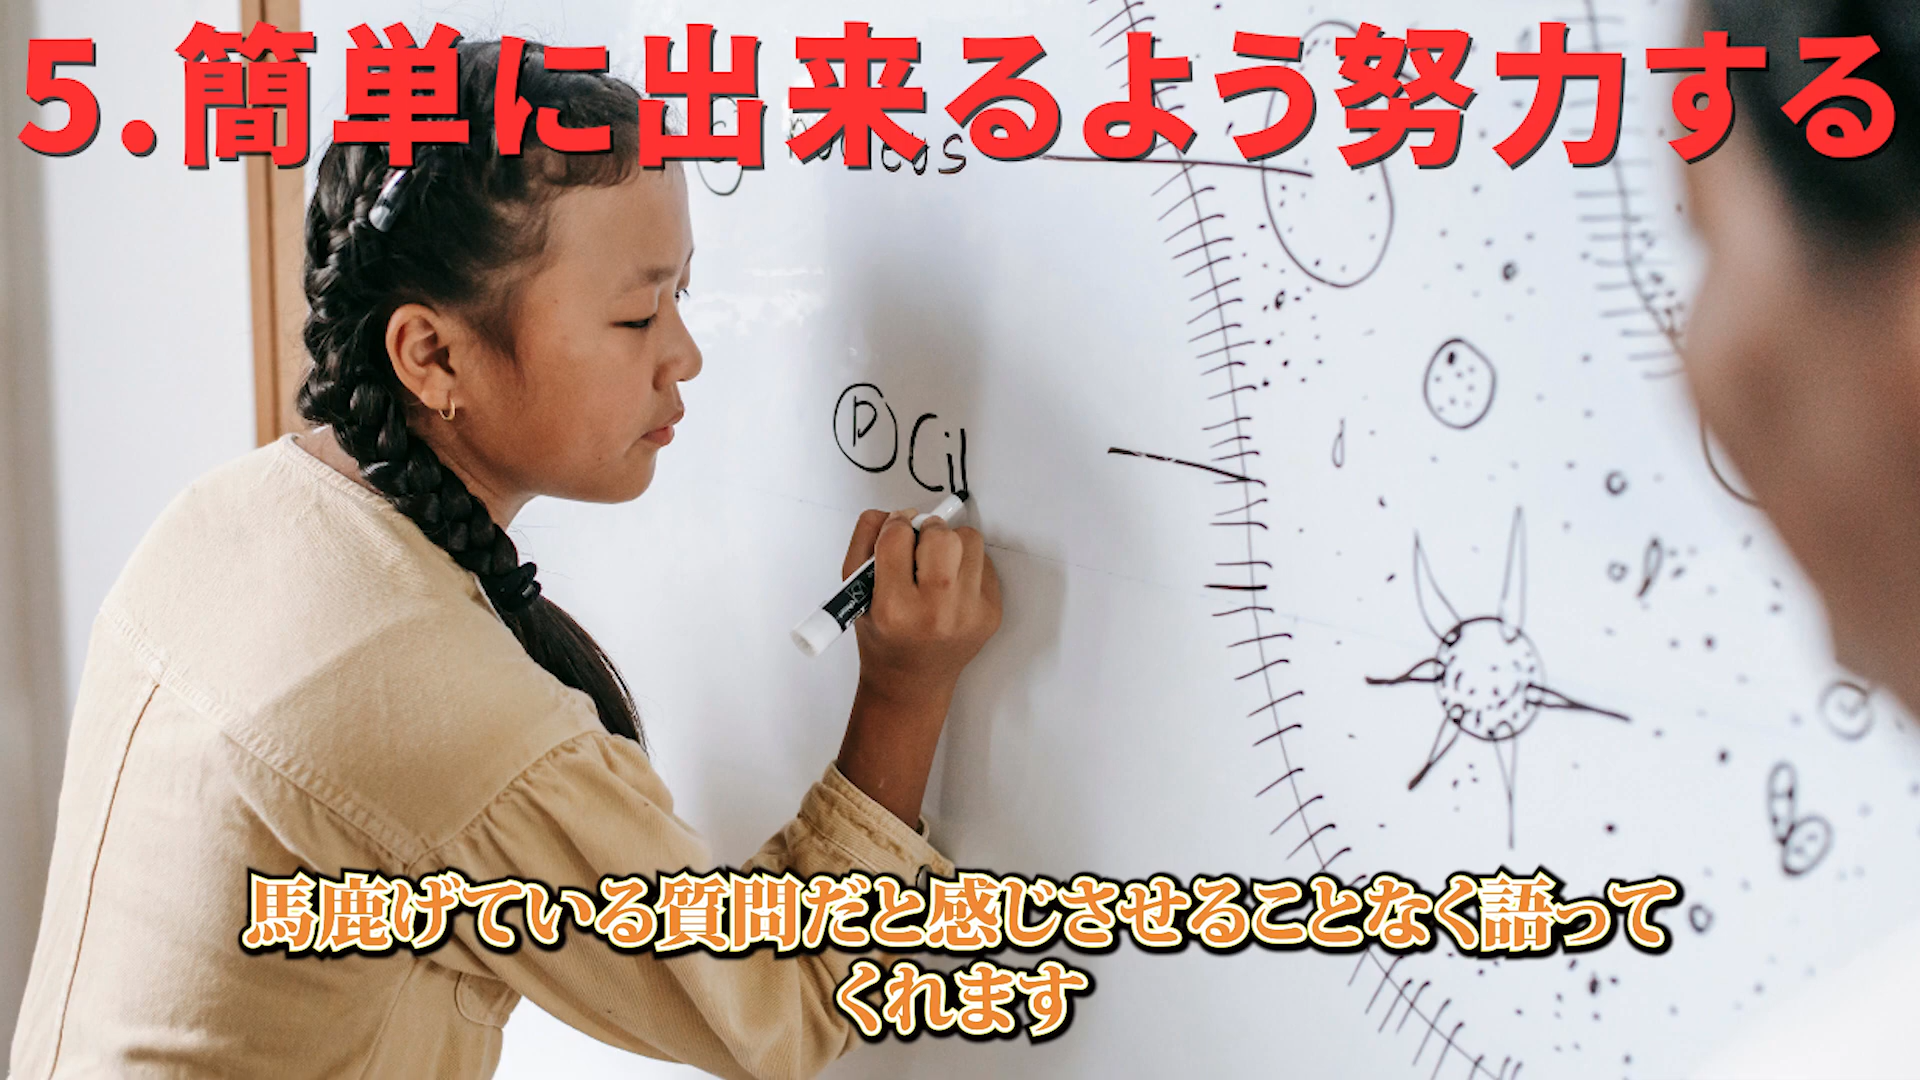 5.簡単に出来るよう努力する
P Cil
馬鹿げている質問だと感じさせることなく語って
くれます